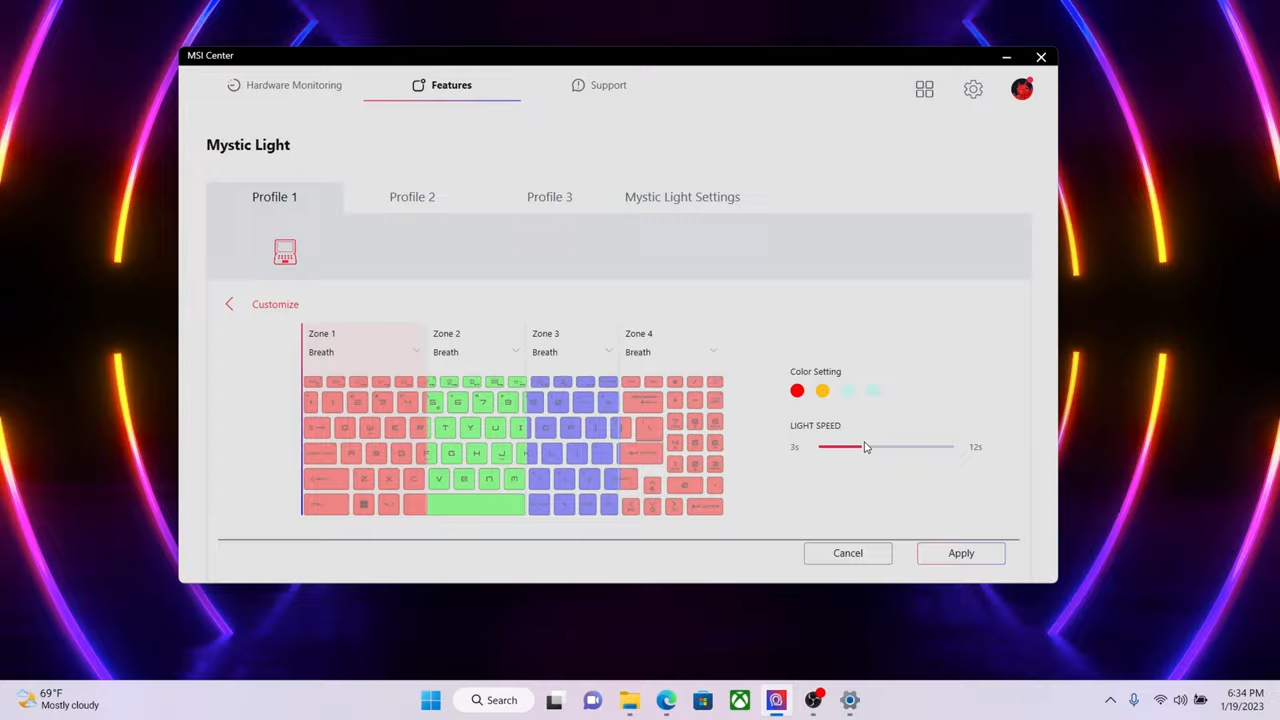 MSI Center
Hardware Monitoring
Features
Support
Mystic Light
Profile 1
Profile 2
Profile 3
Mystic Light Settings
Customize
Zone 1
Zone 2
Zone 3
Zone 4
Breath
Breath
Breath
Breath
Color Setting
LIGHT SPEED
3s
12s
Cancel
Apply
69°F
Mostly cloudy
Search
6:34 PM
1/19/2023